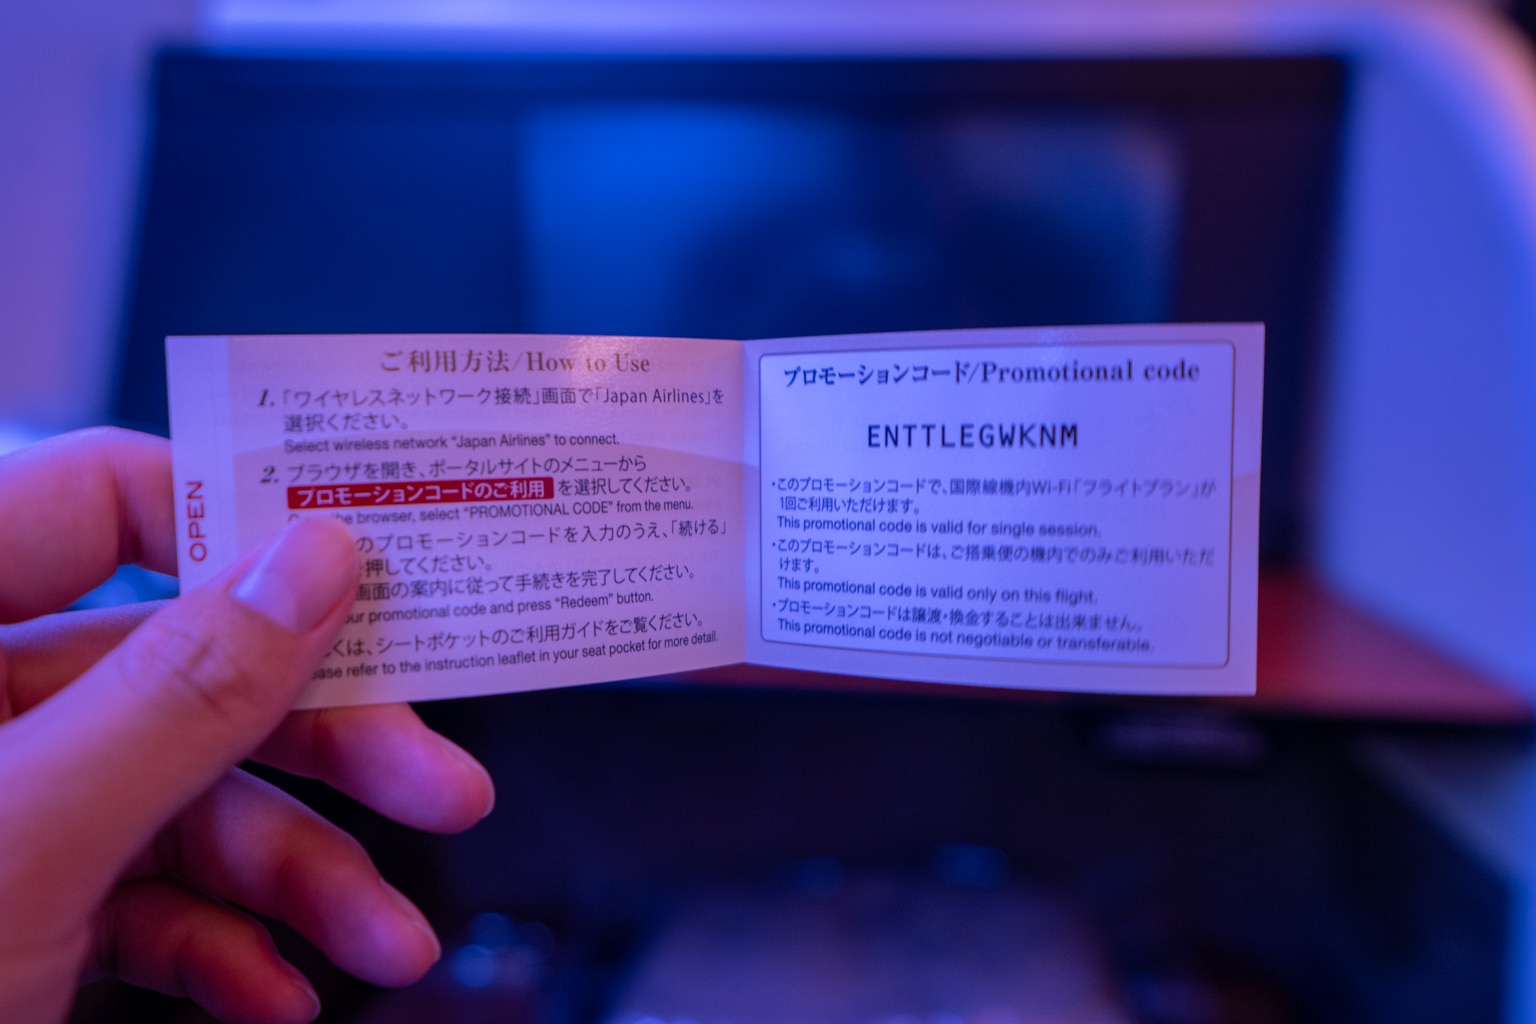 OPEN
ご利用方法/How to Use
1.「ワイヤレスネットワーク接続」画面で「Japan Airlines」を
選択ください。
Select wireless network “Japan Airlines” to connect.
2. ブラウザを開き、ポータルサイトのメニューから
プロモーションコードのご利用 を選択してください。
the browser, select “PROMOTIONAL CODE” from the menu.
のプロモーションコードを入力のうえ、「続ける」
押してください。
画面の案内に従って手続きを完了してください。
promotional code and press “Redeem” button.
くは、シートポケットのご利用ガイドをご覧ください。
refer to the instruction leaflet in your seat pocket for more detail.
プロモーションコード/Promotional code
ENTTLEGWKNM
・このプロモーションコードで、国際線機内Wi-Fi「フライトプラン」が
1回ご利用いただけます。
This promotional code is valid for single session.
・このプロモーションコードは、ご搭乗便の機内でのみご利用いただ
けます。
This promotional code is valid only on this flight.
・プロモーションコードは譲渡・換金することは出来ません。
This promotional code is not negotiable or transferable.